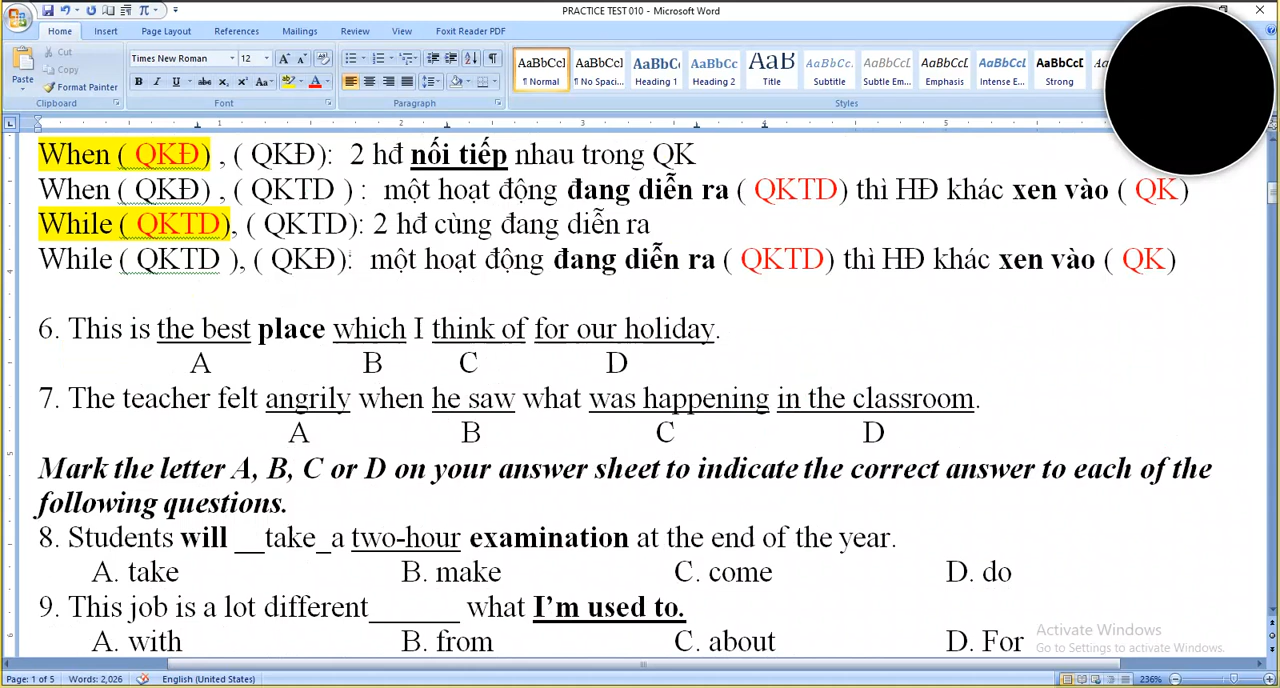 PRACTICE TEST 010 - Microsoft Word
Home Insert Page Layout References Mailings Review View Foxit Reader PDF
Cut
Copy
Format Painter
Paste
Times New Roman 12
AaBbCcI AaBbCcI AaBbC AaBbCc AaB AaBbCc. AaBbCcL AaBbCcL AaBbCcL AaBbCcL
¶ Normal ¶ No Spaci... Heading 1 Heading 2 Title Subtitle Subtle Em... Emphasis Intense E... Strong
Clipboard Font Paragraph Styles
When ( QKĐ) , ( QKĐ): 2 hđ nối tiếp nhau trong QK
When ( QKĐ) , ( QKTD ) : một hoạt động đang diễn ra ( QKTD) thì HĐ khác xen vào ( QK)
While ( QKTD), ( QKTD): 2 hđ cùng đang diễn ra
While ( QKTD ), ( QKĐ): một hoạt động đang diễn ra ( QKTD) thì HĐ khác xen vào ( QK)
6. This is the best place which I think of for our holiday.
A B C D
7. The teacher felt angrily when he saw what was happening in the classroom.
A B C D
Mark the letter A, B, C or D on your answer sheet to indicate the correct answer to each of the
following questions.
8. Students will __take_a two-hour examination at the end of the year.
A. take B. make C. come D. do
9. This job is a lot different______ what I’m used to.
A. with B. from C. about D. For
Activate Windows
Go to Settings to activate Windows.
Page: 1 of 5 Words: 2,026 English (United States) 236%